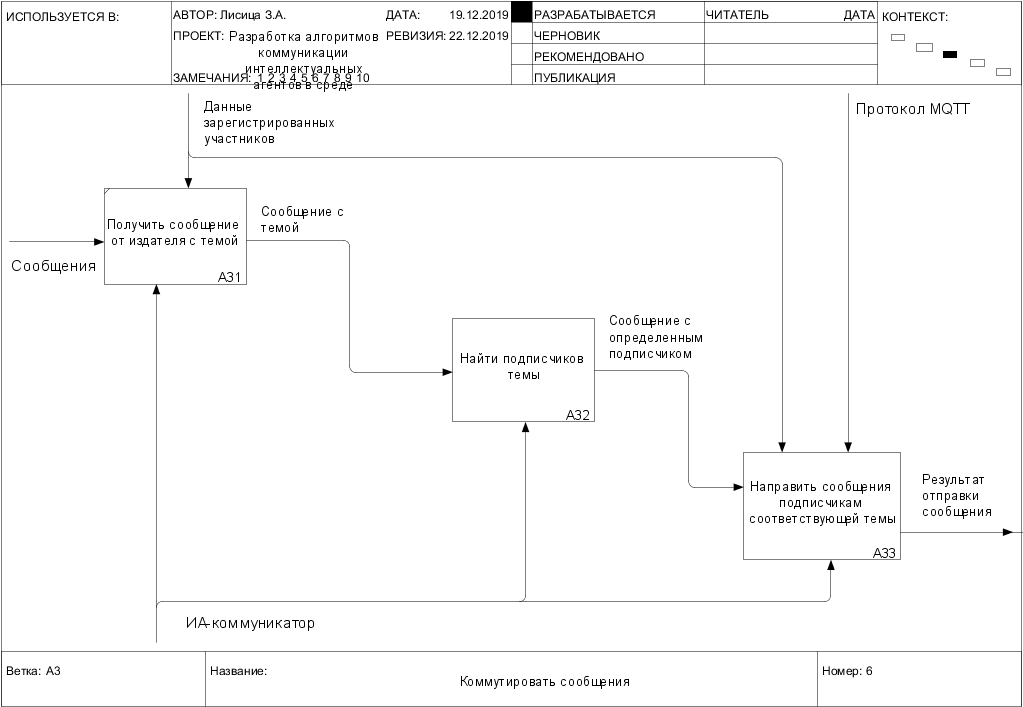 ИСПОЛЬЗУЕТСЯ В:
АВТОР: Лисица З.А.
ДАТА: 19.12.2019
ПРОЕКТ: Разработка алгоритмов
коммуникации
интеллектуальных
агентов в среде
РЕВИЗИЯ: 22.12.2019
ЗАМЕЧАНИЯ: 1 2 3 4 5 6 7 8 9 10
РАЗРАБАТЫВАЕТСЯ
ЧЕРНОВИК
РЕКОМЕНДОВАНО
ПУБЛИКАЦИЯ
ЧИТАТЕЛЬ ДАТА
КОНТЕКСТ:
Данные
зарегистрированных
участников
Протокол MQTT
Получить сообщение
от издателя с темой
A31
Сообщения
Сообщение с
темой
Найти подписчиков
темы
A32
Сообщение с
определенным
подписчиком
Направить сообщения
подписчикам
соответствующей темы
A33
Результат
отправки
сообщения
ИА-коммуникатор
Ветка: A3
Название:
Коммутировать сообщения
Номер: 6